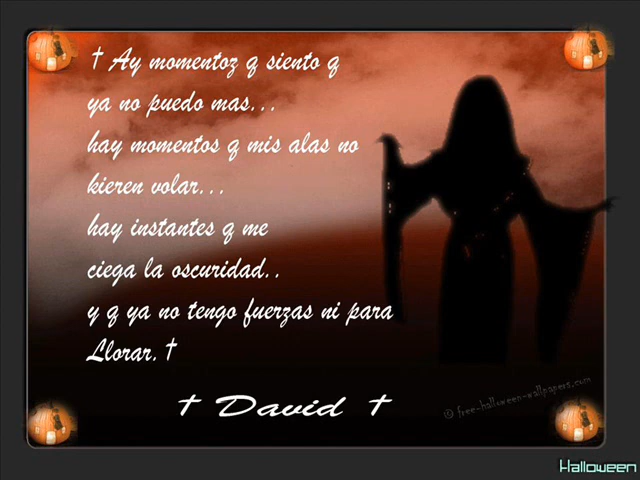 † Ay momentoz q siento q
ya no puedo mas...
hay momentos q mis alas no
kieren volar...
hay instantes q me
ciega la oscuridad..
y q ya no tengo fuerzas ni para
Llorar. †
† David †
© free-halloween-wallpapers.com
Halloween